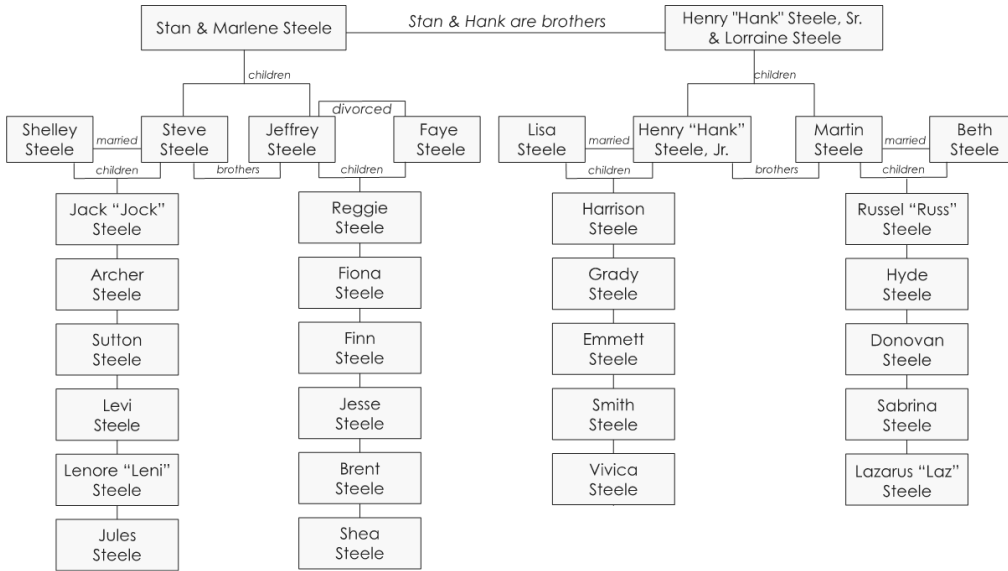 Stan & Marlene Steele
Stan & Hank are brothers
Henry "Hank" Steele, Sr.
& Lorraine Steele
children
children
divorced
Shelley
Steele
married
Steve
Steele
Jeffrey
Steele
Faye
Steele
Lisa
Steele
married
Henry “Hank”
Steele, Jr.
Martin
Steele
married
Beth
Steele
children
brothers
children
children
brothers
children
Jack “Jock”
Steele
Archer
Steele
Sutton
Steele
Levi
Steele
Lenore “Leni”
Steele
Jules
Steele
Reggie
Steele
Fiona
Steele
Finn
Steele
Jesse
Steele
Brent
Steele
Shea
Steele
Harrison
Steele
Grady
Steele
Emmett
Steele
Smith
Steele
Vivica
Steele
Russel “Russ”
Steele
Hyde
Steele
Donovan
Steele
Sabrina
Steele
Lazarus “Laz”
Steele